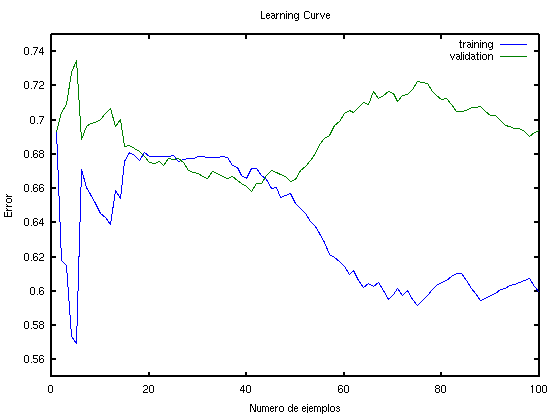 Learning Curve
training
validation
0.74
0.72
0.7
0.68
0.66
0.64
0.62
0.6
0.58
0.56
Error
0 20 40 60 80 100
Numero de ejemplos